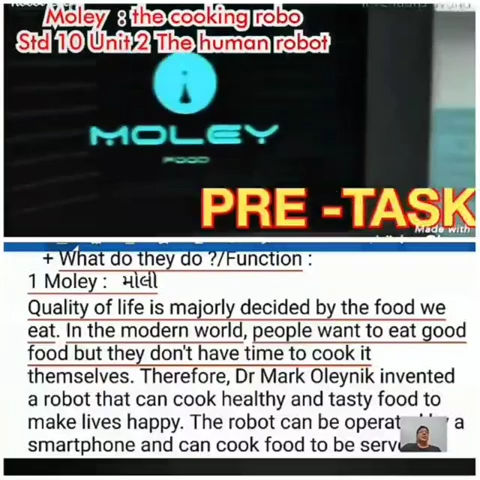 Moley : the cooking robo
Std 10 Unit.2 The human robot
MOLEY
FOOD
PRE -TASK
Made with
+ What do they do ?/Function :
1 Moley : મોલી
Quality of life is majorly decided by the food we
eat. In the modern world, people want to eat good
food but they don't have time to cook it
themselves. Therefore, Dr Mark Oleynik invented
a robot that can cook healthy and tasty food to
make lives happy. The robot can be operat by a
smartphone and can cook food to be serv